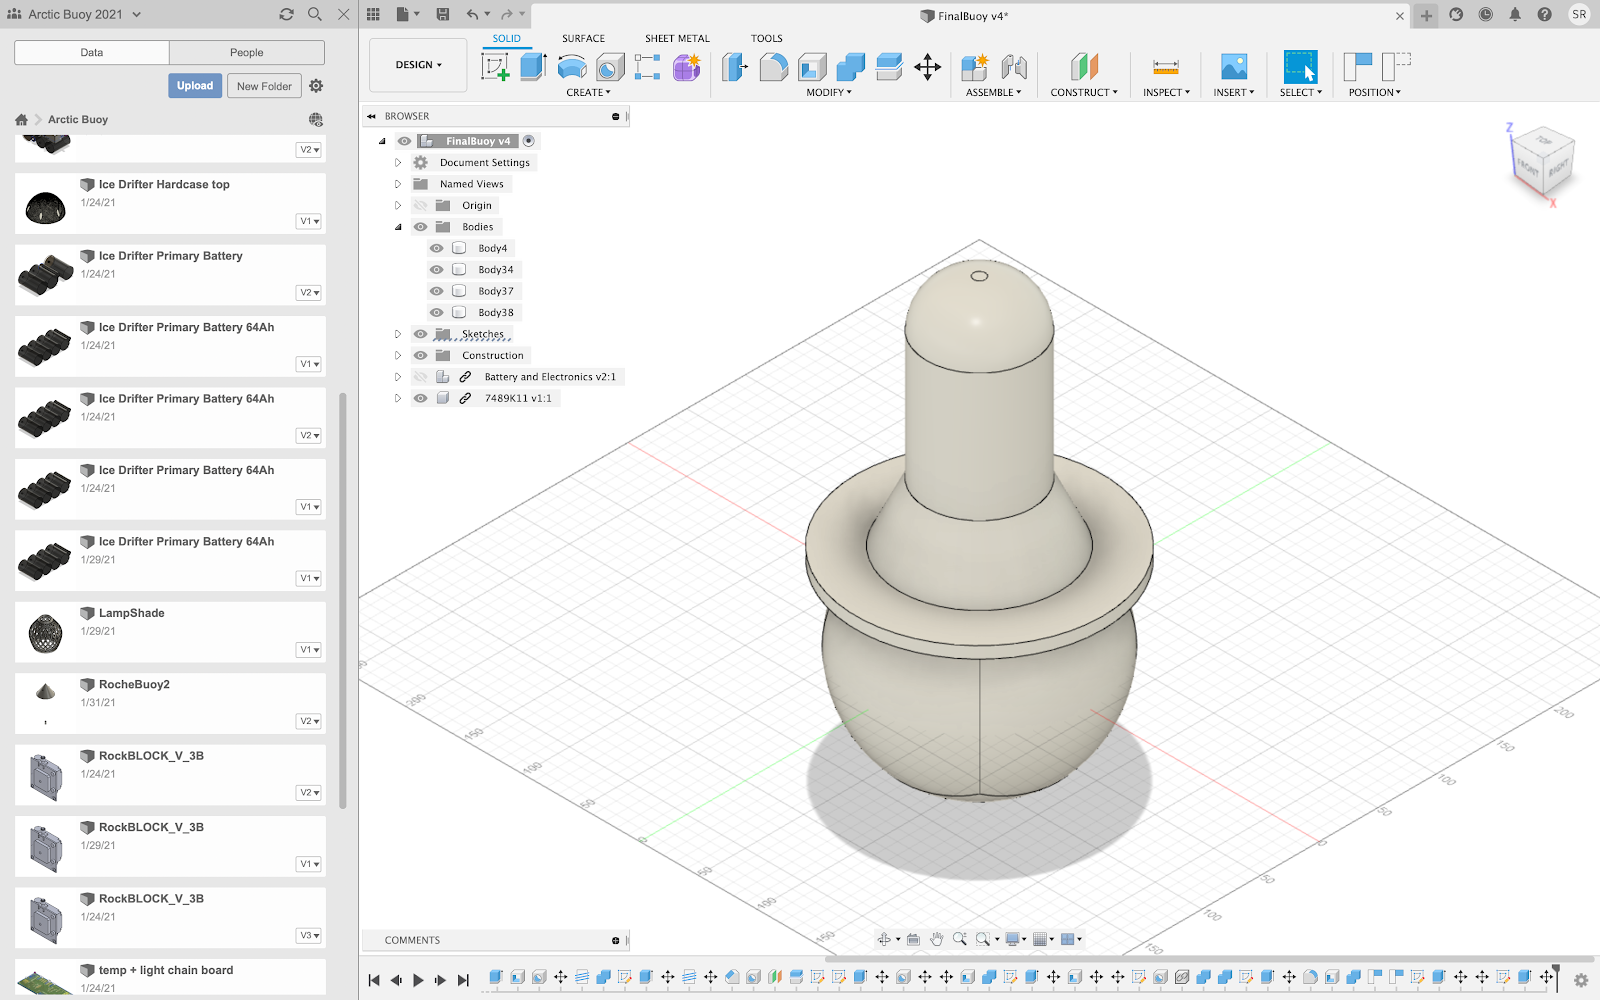 Arctic Buoy 2021
FinalBuoy v4*
SR
Data
People
Upload
New Folder
Arctic Buoy
V2
Ice Drifter Hardcase top
1/24/21
V1
Ice Drifter Primary Battery
1/24/21
V2
Ice Drifter Primary Battery 64Ah
1/24/21
V1
Ice Drifter Primary Battery 64Ah
1/24/21
V2
Ice Drifter Primary Battery 64Ah
1/24/21
V1
Ice Drifter Primary Battery 64Ah
1/29/21
V1
LampShade
1/29/21
V1
RocheBuoy2
1/31/21
V2
RockBLOCK_V_3B
1/24/21
V2
RockBLOCK_V_3B
1/29/21
V1
RockBLOCK_V_3B
1/24/21
V3
temp + light chain board
1/24/21
DESIGN
SOLID
SURFACE
SHEET METAL
TOOLS
CREATE
MODIFY
ASSEMBLE
CONSTRUCT
INSPECT
INSERT
SELECT
POSITION
BROWSER
FinalBuoy v4
Document Settings
Named Views
Origin
Bodies
Body4
Body34
Body37
Body38
Sketches
Construction
Battery and Electronics v2:1
7489K11 v1:1
Z
TOP
FRONT
RIGHT
X
200
150
100
50
0
50
100
150
200
150
100
50
0
50
100
150
COMMENTS